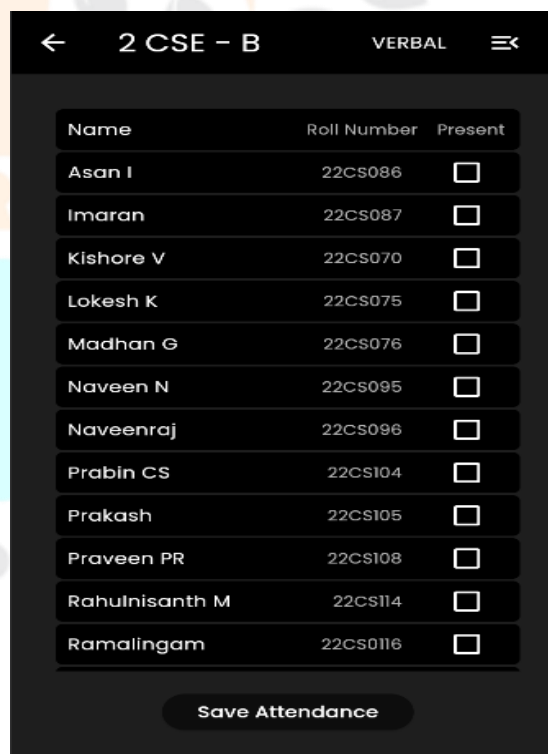 2 CSE - B VERBAL
Name Roll Number Present
Asan I 22CS086
Imaran 22CS087
Kishore V 22CS070
Lokesh K 22CS075
Madhan G 22CS076
Naveen N 22CS095
Naveenraj 22CS096
Prabin CS 22CS104
Prakash 22CS105
Praveen PR 22CS108
Rahulnisanth M 22CS114
Ramalingam 22CS0116
Save Attendance